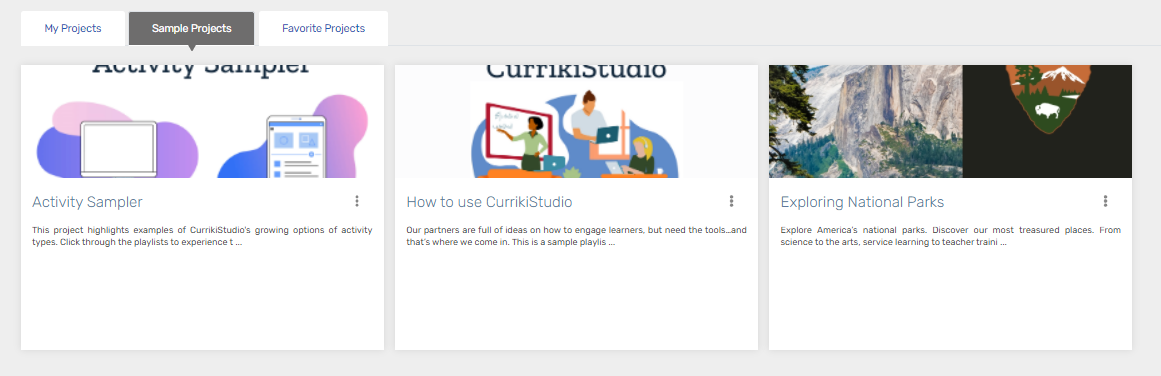 My Projects
Sample Projects
Favorite Projects
Activity Sampler
CurrikiStudio
Activity Sampler
This project highlights examples of CurrikiStudio's growing options of activity
types. Click through the playlists to experience t ...
How to use CurrikiStudio
Our partners are full of ideas on how to engage learners, but need the tools...and
that's where we come in. This is a sample playlis ...
Exploring National Parks
Explore America's national parks. Discover our most treasured places. From
science to the arts, service learning to teacher traini ...